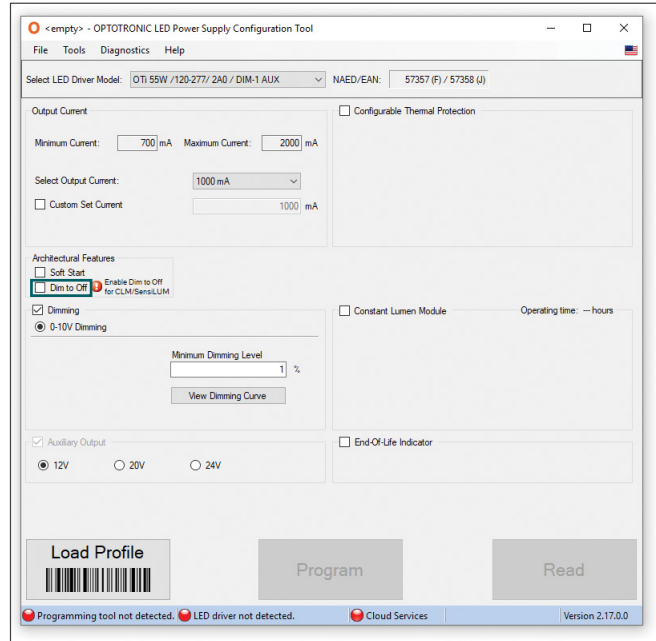 <empty> - OPTOTRONIC LED Power Supply Configuration Tool
File Tools Diagnostics Help
Select LED Driver Model: OTi 55W /120-277/ 2A0 / DIM-1 AUX NAED/EAN: 57357 (F) / 57358 (J)
Output Current
Minimum Current: 700 mA Maximum Current: 2000 mA
Select Output Current: 1000 mA
Custom Set Current 1000 mA
Configurable Thermal Protection
Architectural Features
Soft Start
Dim to Off Enable Dim to Off
for CLM/SensiLUM
Dimming
0-10V Dimming
Minimum Dimming Level
1 %
View Dimming Curve
Constant Lumen Module Operating time: --- hours
Auxiliary Output
12V 20V 24V
End-Of-Life Indicator
Load Profile
Program
Read
Programming tool not detected. LED driver not detected. Cloud Services Version 2.17.0.0